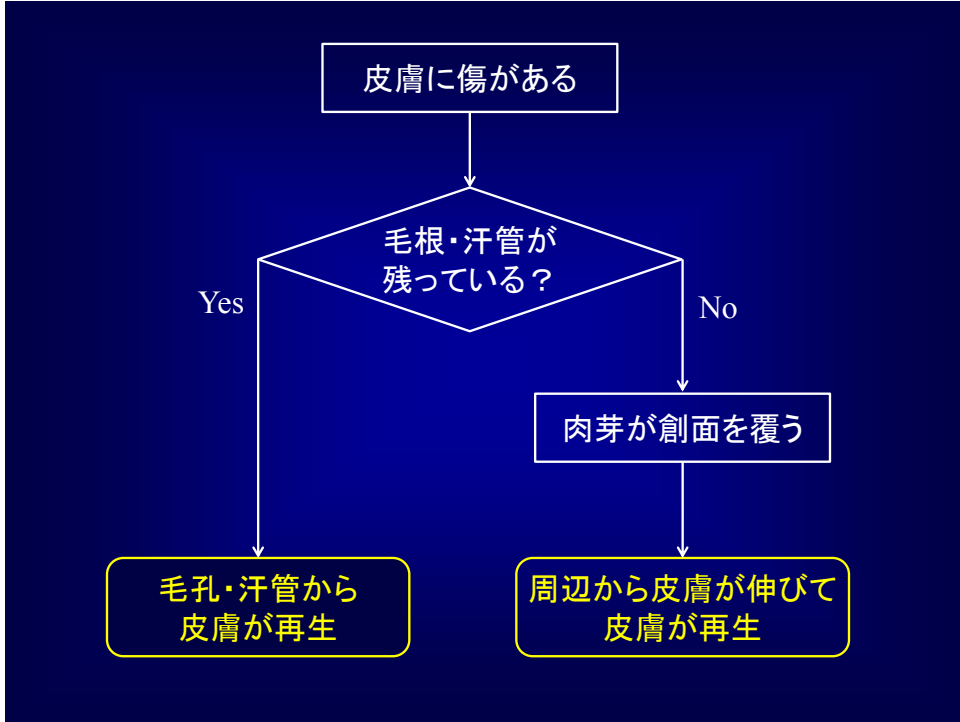 皮膚に傷がある
毛根・汗管が
残っている？
Yes
No
肉芽が創面を覆う
毛孔・汗管から
皮膚が再生
周辺から皮膚が伸びて
皮膚が再生